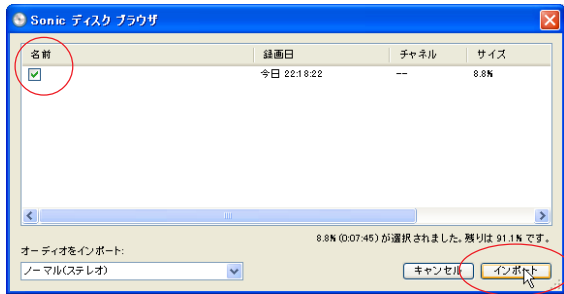 Sonic ディスク ブラウザ
名前 録画日 チャネル サイズ
今日 22:18:22 -- 8.8%
8.8% (0:07:45) が選択されました。残りは 91.1% です。
オーディオをインポート:
ノーマル(ステレオ) キャンセル インポート